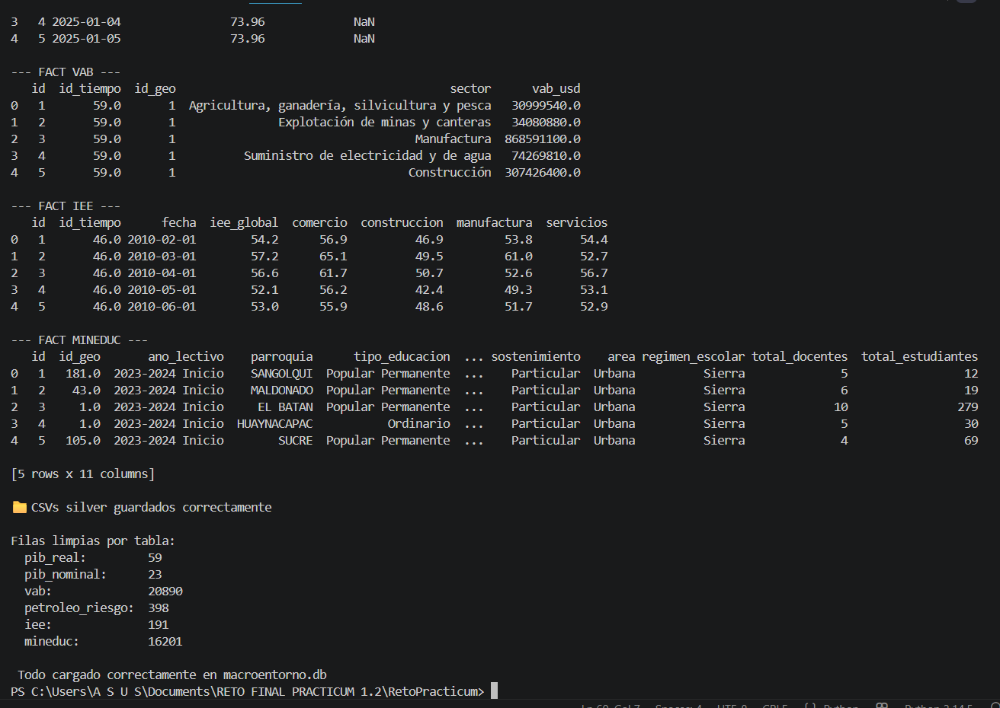 3   4 2025-01-04                73.96             NaN
4   5 2025-01-05                73.96             NaN
--- FACT VAB ---
   id  id_tiempo  id_geo                                        sector      vab_usd
0   1       59.0       1  Agricultura, ganadería, silvicultura y pesca   30999540.0
1   2       59.0       1               Explotación de minas y canteras   34080880.0
2   3       59.0       1                                   Manufactura  868591100.0
3   4       59.0       1          Suministro de electricidad y de agua   74269810.0
4   5       59.0       1                                  Construcción  307426400.0
--- FACT IEE ---
   id  id_tiempo      fecha  iee_global  comercio  construccion  manufactura  servicios
0   1       46.0 2010-02-01        54.2      56.9          46.9         53.8       54.4
1   2       46.0 2010-03-01        57.2      65.1          49.5         61.0       52.7
2   3       46.0 2010-04-01        56.6      61.7          50.7         52.6       56.7
3   4       46.0 2010-05-01        52.1      56.2          42.4         49.3       53.1
4   5       46.0 2010-06-01        53.0      55.9          48.6         51.7       52.9
--- FACT MINEDUC ---
   id  id_geo       ano_lectivo    parroquia      tipo_educacion  ... sostenimiento    area regimen_escolar total_docentes  total_estudiantes
0   1   181.0  2023-2024 Inicio    SANGOLQUI  Popular Permanente  ...    Particular  Urbana          Sierra              5                 12
1   2    43.0  2023-2024 Inicio    MALDONADO  Popular Permanente  ...    Particular  Urbana          Sierra              6                 19
2   3     1.0  2023-2024 Inicio     EL BATAN  Popular Permanente  ...    Particular  Urbana          Sierra             10                279
3   4     1.0  2023-2024 Inicio  HUAYNACAPAC           Ordinario  ...    Particular  Urbana          Sierra              5                 30
4   5   105.0  2023-2024 Inicio        SUCRE  Popular Permanente  ...    Particular  Urbana          Sierra              4                 69
[5 rows x 11 columns]
📁 CSVs silver guardados correctamente
Filas limpias por tabla:
  pib_real:         59
  pib_nominal:      23
  vab:              20890
  petroleo_riesgo:  398
  iee:              191
  mineduc:          16201
 Todo cargado correctamente en macroentorno.db
PS C:\Users\A S U S\Documents\RETO FINAL PRACTICUM 1.2\RetoPracticum>